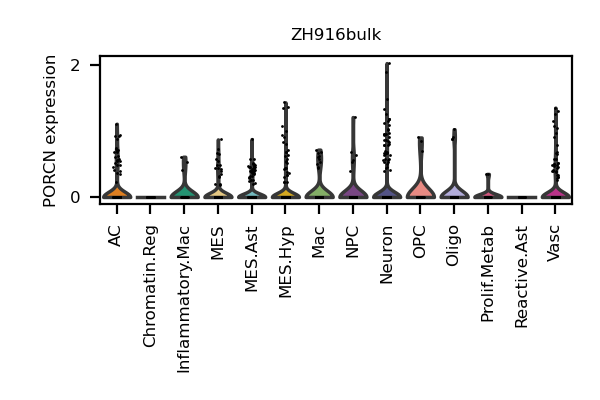 ZH916bulk
PORCN expression
2
0
AC
Chromatin.Reg
Inflammatory.Mac
MES
MES.Ast
MES.Hyp
Mac
NPC
Neuron
OPC
Oligo
Prolif.Metab
Reactive.Ast
Vasc